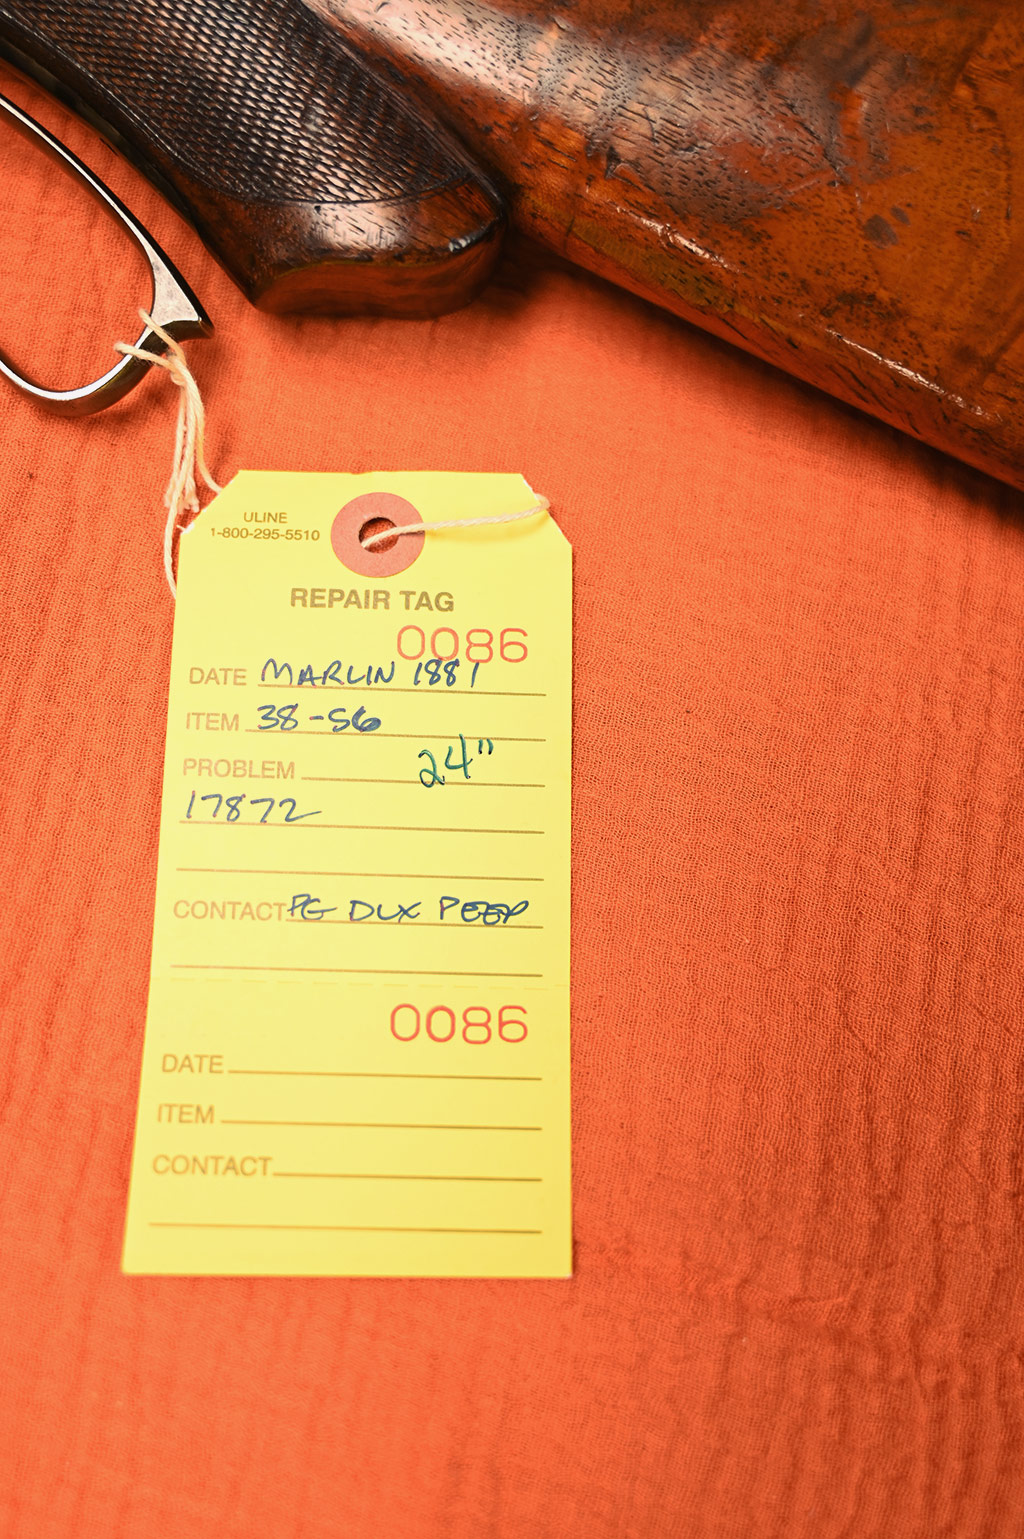 ULINE
1-800-295-5510
REPAIR TAG
0086
DATE MARLIN 1881
ITEM 38-56
PROBLEM 24"
17872
CONTACT PG DLX PEEP
0086
DATE
ITEM
CONTACT